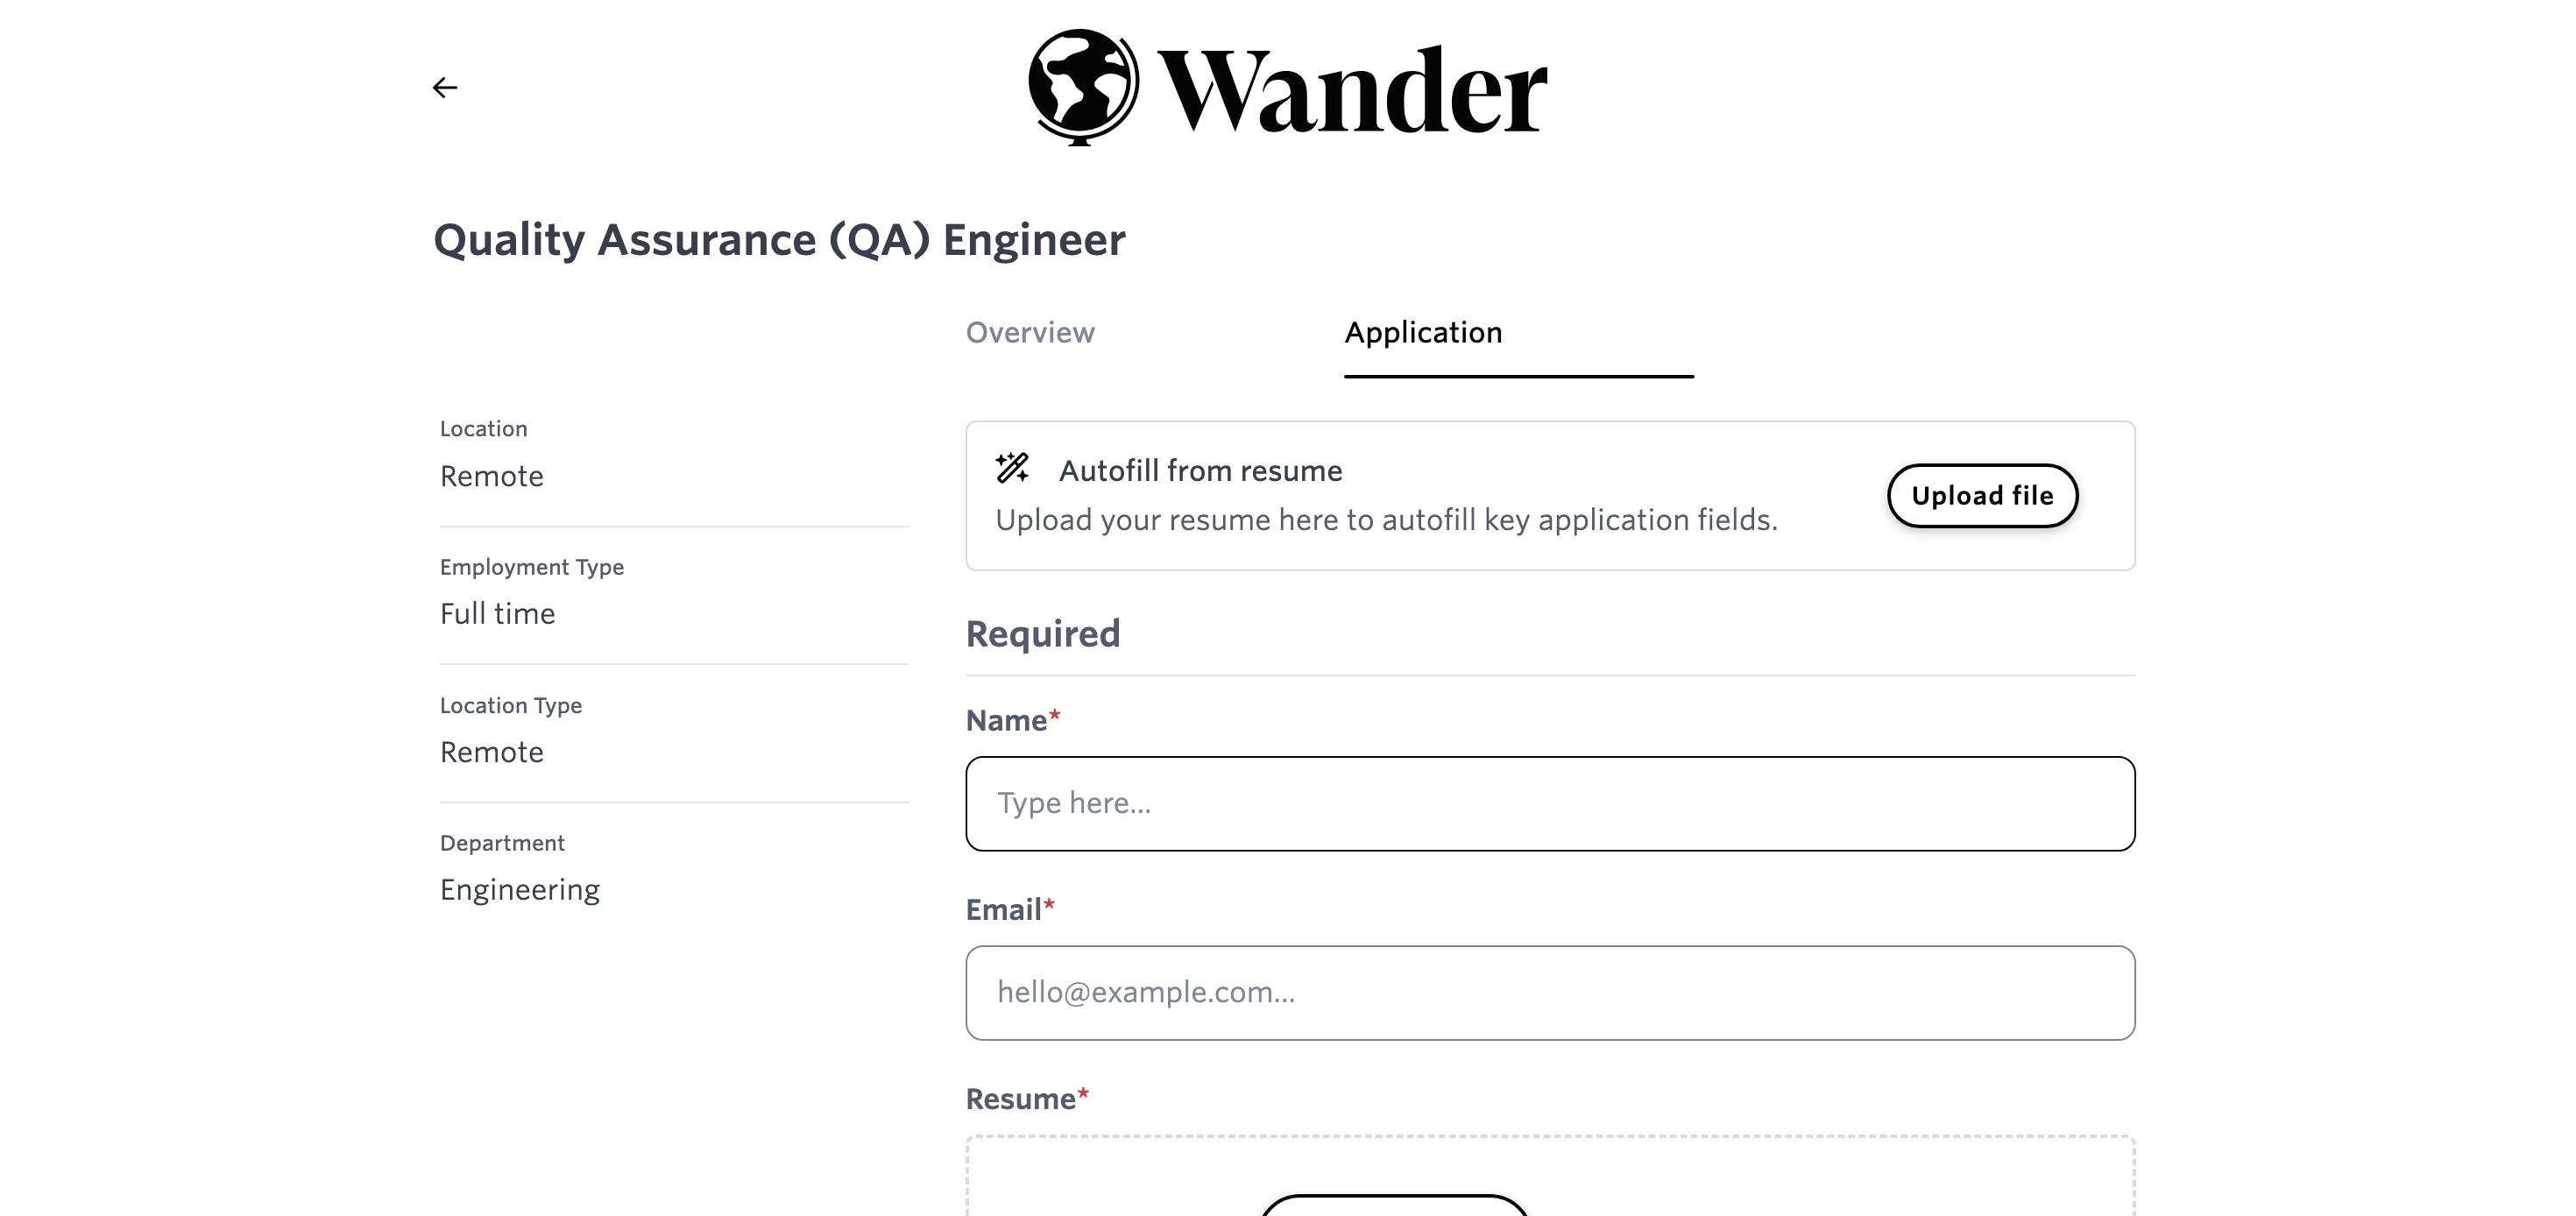 Wander
Quality Assurance (QA) Engineer
Overview
Application
Location
Remote
Employment Type
Full time
Location Type
Remote
Department
Engineering
Autofill from resume
Upload your resume here to autofill key application fields.
Upload file
Required
Name*
Type here...
Email*
hello@example.com...
Resume*